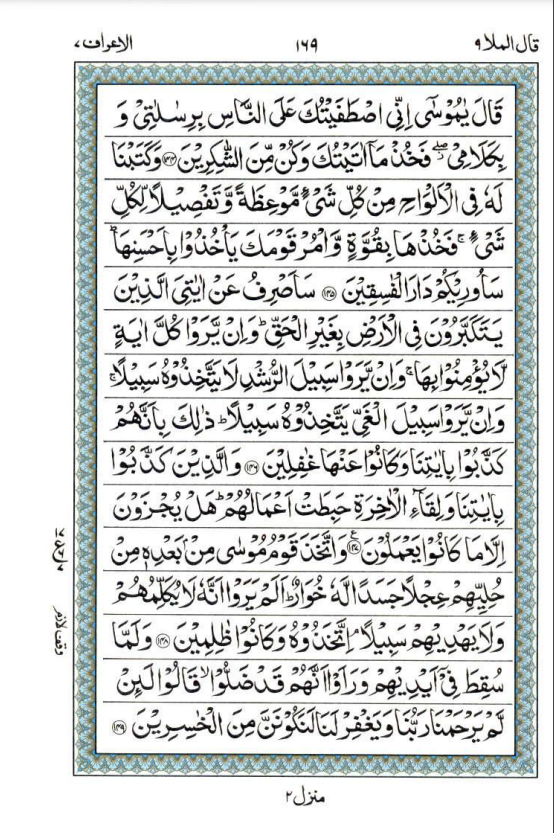 قال الملا ٩
١٦٩
الاعراف ٧
قَالَ يٰمُوْسٰۤى اِنِّى اصْطَفَيْتُكَ عَلَى النَّاسِ بِرِسٰلٰتِىْ وَ
بِكَلَامِىْ ۖ فَخُذْ مَاۤ اٰتَيْتُكَ وَكُنْ مِّنَ الشّٰكِرِيْنَ ﴿۱۴۴﴾ وَكَتَبْنَا
لَهٗ فِى الْاَلْوَاحِ مِنْ كُلِّ شَىْءٍ مَّوْعِظَةً وَّتَفْصِيْلًا لِّكُلِّ
شَىْءٍ ۚ فَخُذْهَا بِقُوَّةٍ وَّاْمُرْ قَوْمَكَ يَاْخُذُوْا بِاَحْسَنِهَا ؕ
سَاُورِيْكُمْ دَارَ الْفٰسِقِيْنَ ﴿۱۴۵﴾ سَاَصْرِفُ عَنْ اٰيٰتِىَ الَّذِيْنَ
يَتَكَبَّرُوْنَ فِى الْاَرْضِ بِغَيْرِ الْحَقِّ ؕ وَاِنْ يَّرَوْا كُلَّ اٰيَةٍ
لَّا يُؤْمِنُوْا بِهَا ۚ وَاِنْ يَّرَوْا سَبِيْلَ الرُّشْدِ لَا يَتَّخِذُوْهُ سَبِيْلًا ۚ
وَاِنْ يَّرَوْا سَبِيْلَ الْغَىِّ يَتَّخِذُوْهُ سَبِيْلًا ؕ ذٰلِكَ بِاَنَّهُمْ
كَذَّبُوْا بِاٰيٰتِنَا وَكَانُوْا عَنْهَا غٰفِلِيْنَ ﴿۱۴۶﴾ وَالَّذِيْنَ كَذَّبُوْا
بِاٰيٰتِنَا وَلِقَآءِ الْاٰخِرَةِ حَبِطَتْ اَعْمَالُهُمْ ؕ هَلْ يُجْزَوْنَ
اِلَّا مَا كَانُوْا يَعْمَلُوْنَ ﴿۱۴۷﴾ وَاتَّخَذَ قَوْمُ مُوْسٰى مِنْۢ بَعْدِهٖ مِنْ
حُلِيِّهِمْ عِجْلًا جَسَدًا لَّهٗ خُوَارٌ ؕ اَلَمْ يَرَوْا اَنَّهٗ لَا يُكَلِّمُهُمْ
وَلَا يَهْدِيْهِمْ سَبِيْلًا ۘ اِتَّخَذُوْهُ وَكَانُوْا ظٰلِمِيْنَ ﴿۱۴۸﴾ وَلَمَّا
سُقِطَ فِىْۤ اَيْدِيْهِمْ وَرَاَوْا اَنَّهُمْ قَدْ ضَلُّوْا ۙ قَالُوْا لَئِنْ
لَّمْ يَرْحَمْنَا رَبُّنَا وَيَغْفِرْ لَنَا لَنَكُوْنَنَّ مِنَ الْخٰسِرِيْنَ ﴿۱۴۹﴾
وقف لازم
منزل ٢